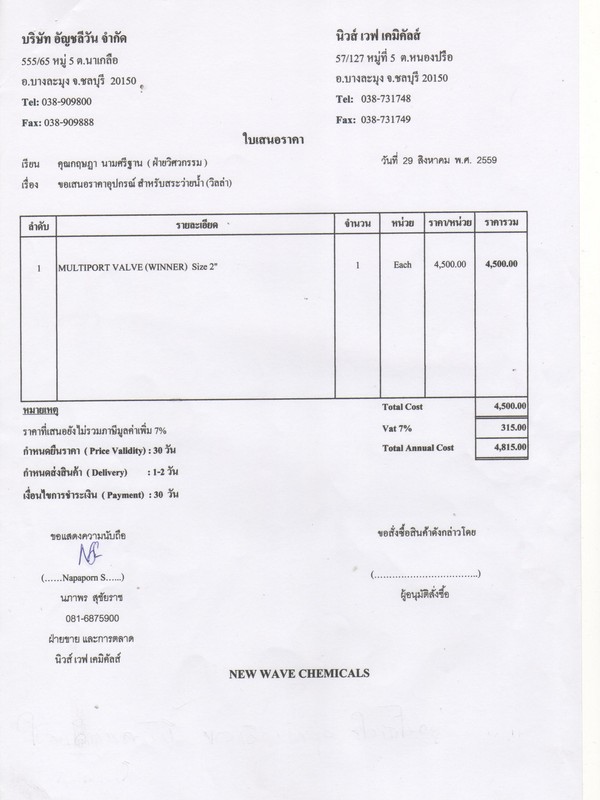 บริษัท อัญชลีวัน จำกัด
555/65 หมู่ 5 ต.นาเกลือ
อ.บางละมุง จ.ชลบุรี 20150
Tel: 038-909800
Fax: 038-909888
นิวส์ เวฟ เคมิคัลส์
57/127 หมู่ที่ 5 ต.หนองปรือ
อ.บางละมุง จ.ชลบุรี 20150
Tel: 038-731748
Fax: 038-731749
ใบเสนอราคา
เรียน คุณกฤษฎา นามศรีฐาน ( ฝ่ายวิศวกรรม )
วันที่ 29 สิงหาคม พ.ศ. 2559
เรื่อง ขอเสนอราคาอุปกรณ์ สำหรับสระว่ายน้ำ (วิลล่า)
ลำดับ รายละเอียด จำนวน หน่วย ราคา/หน่วย ราคารวม
1 MULTIPORT VALVE (WINNER) Size 2" 1 Each 4,500.00 4,500.00
หมายเหตุ
Total Cost 4,500.00
ราคาที่เสนอยังไม่รวมภาษีมูลค่าเพิ่ม 7%
Vat 7% 315.00
กำหนดยืนราคา ( Price Validity) : 30 วัน
Total Annual Cost 4,815.00
กำหนดส่งสินค้า ( Delivery) : 1-2 วัน
เงื่อนไขการชำระเงิน ( Payment) : 30 วัน
ขอแสดงความนับถือ
(......Napaporn S......)
นภาพร สุชัยราช
081-6875900
ฝ่ายขาย และการตลาด
นิวส์ เวฟ เคมิคัลส์
ขอสั่งซื้อสินค้าดังกล่าวโดย
(................................)
ผู้อนุมัติสั่งซื้อ
NEW WAVE CHEMICALS